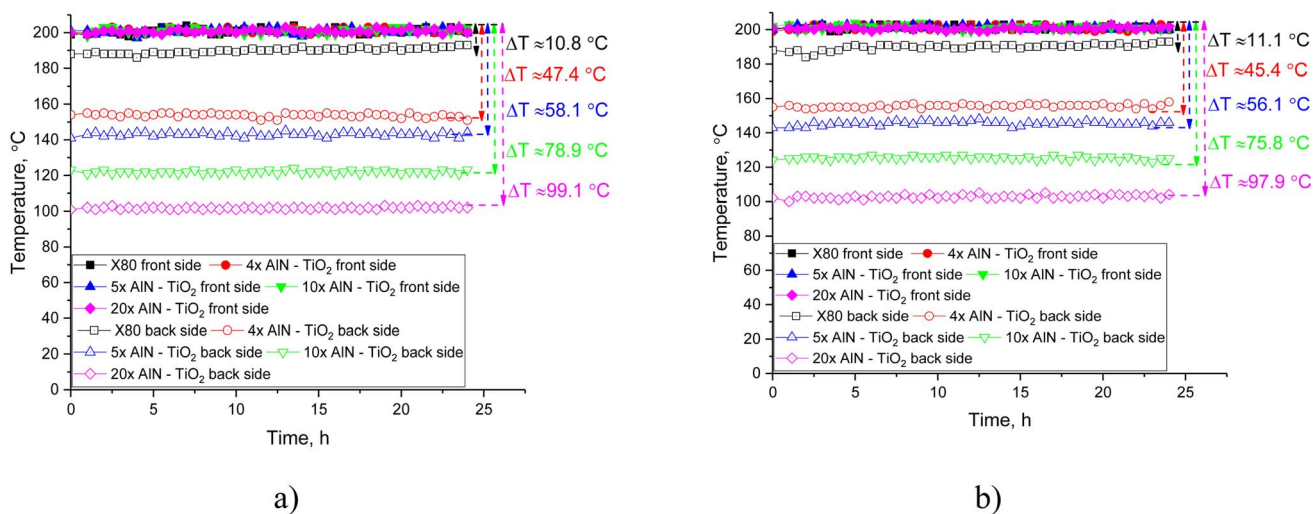 200
180
160
140
120
100
80
60
40
20
0
Temperature, °C
ΔT ≈10.8 °C
ΔT ≈47.4 °C
ΔT ≈58.1 °C
ΔT ≈78.9 °C
ΔT ≈99.1 °C
X80 front side 4x AlN - TiO₂ front side
5x AlN - TiO₂ front side 10x AlN - TiO₂ front side
20x AlN - TiO₂ front side
X80 back side 4x AlN - TiO₂ back side
5x AlN - TiO₂ back side 10x AlN - TiO₂ back side
20x AlN - TiO₂ back side
0 5 10 15 20 25
Time, h
a)
200
180
160
140
120
100
80
60
40
20
0
Temperature, °C
ΔT ≈11.1 °C
ΔT ≈45.4 °C
ΔT ≈56.1 °C
ΔT ≈75.8 °C
ΔT ≈97.9 °C
X80 front side 4x AlN - TiO₂ front side
5x AlN - TiO₂ front side 10x AlN - TiO₂ front side
20x AlN - TiO₂ front side
X80 back side 4x AlN - TiO₂ back side
5x AlN - TiO₂ back side 10x AlN - TiO₂ back side
20x AlN - TiO₂ back side
0 5 10 15 20 25
Time, h
b)